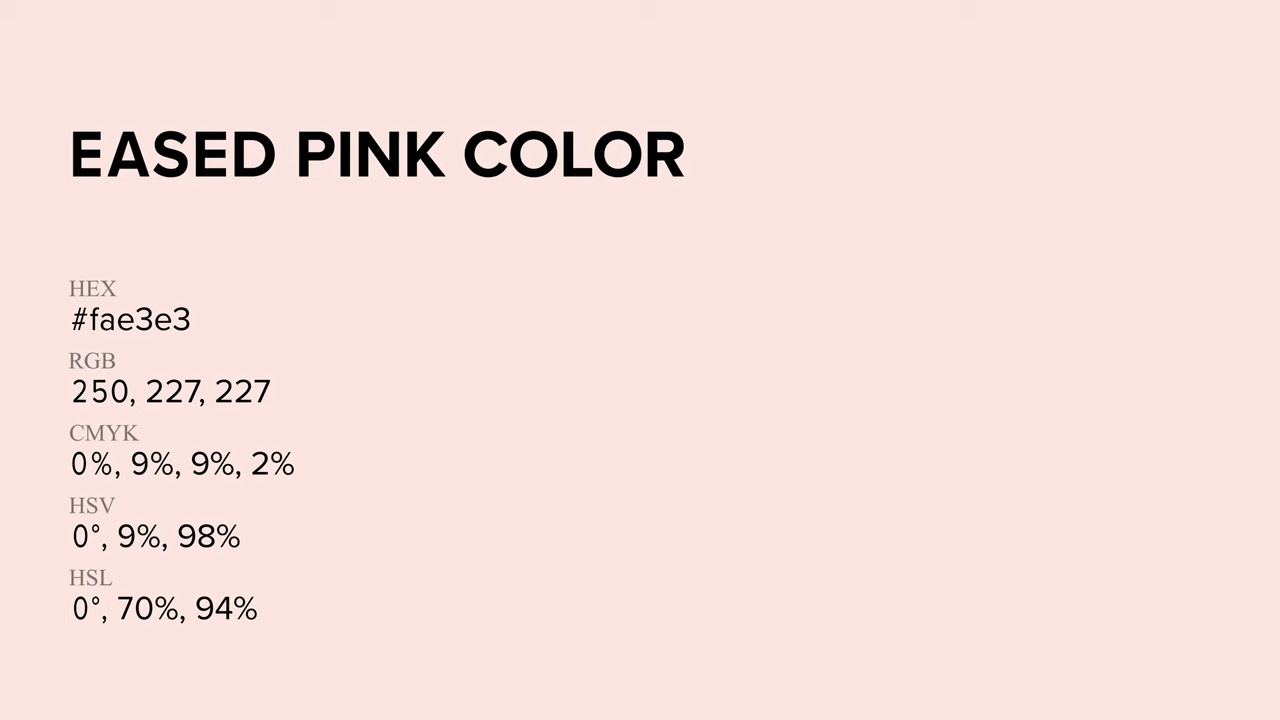 EASED PINK COLOR
HEX
#fae3e3
RGB
250, 227, 227
CMYK
0%, 9%, 9%, 2%
HSV
0°, 9%, 98%
HSL
0°, 70%, 94%